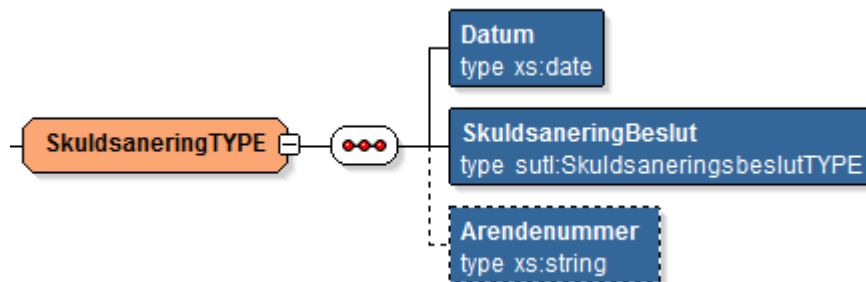 Datum
type xs:date
SkuldsaneringTYPE
SkuldsaneringBeslut
type sutl:SkuldsaneringsbeslutTYPE
Arendenummer
type xs:string